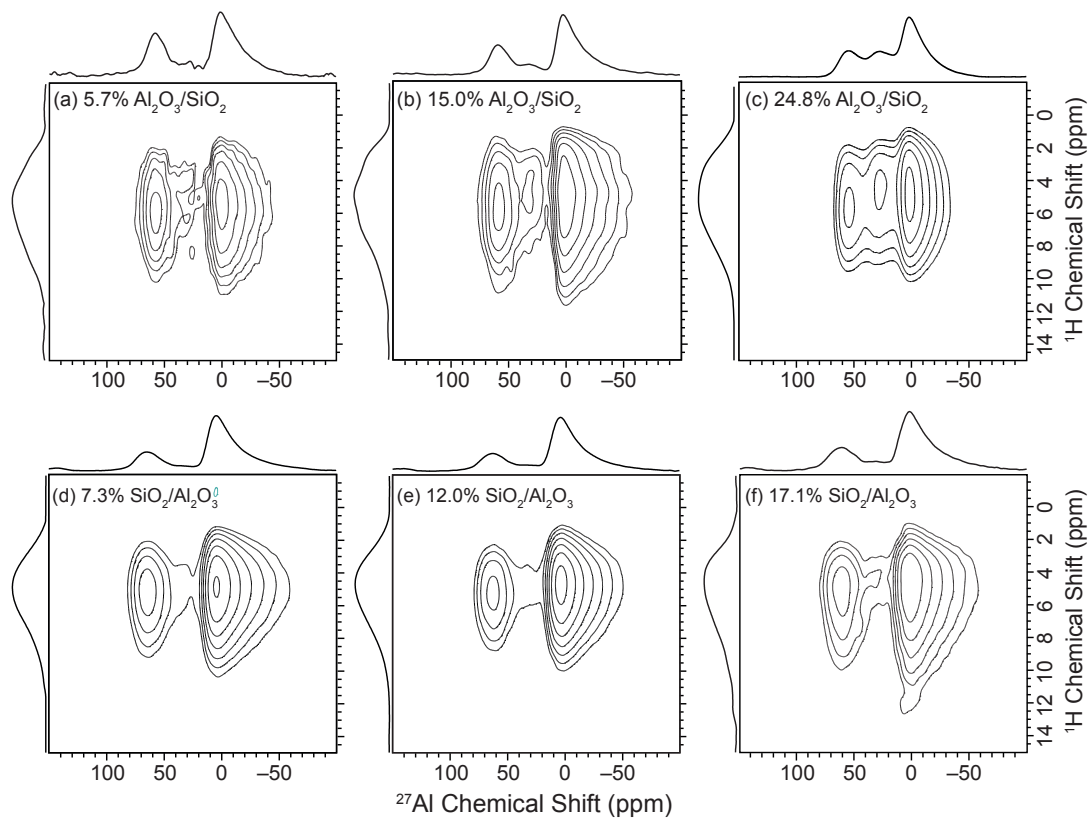 (a) 5.7% Al₂O₃/SiO₂
(b) 15.0% Al₂O₃/SiO₂
(c) 24.8% Al₂O₃/SiO₂
0
2
4
6
8
10
12
14
¹H Chemical Shift (ppm)
100 50 0 –50
100 50 0 –50
100 50 0 –50
(d) 7.3% SiO₂/Al₂O₃
(e) 12.0% SiO₂/Al₂O₃
(f) 17.1% SiO₂/Al₂O₃
0
2
4
6
8
10
12
14
¹H Chemical Shift (ppm)
100 50 0 –50
100 50 0 –50
100 50 0 –50
²⁷Al Chemical Shift (ppm)